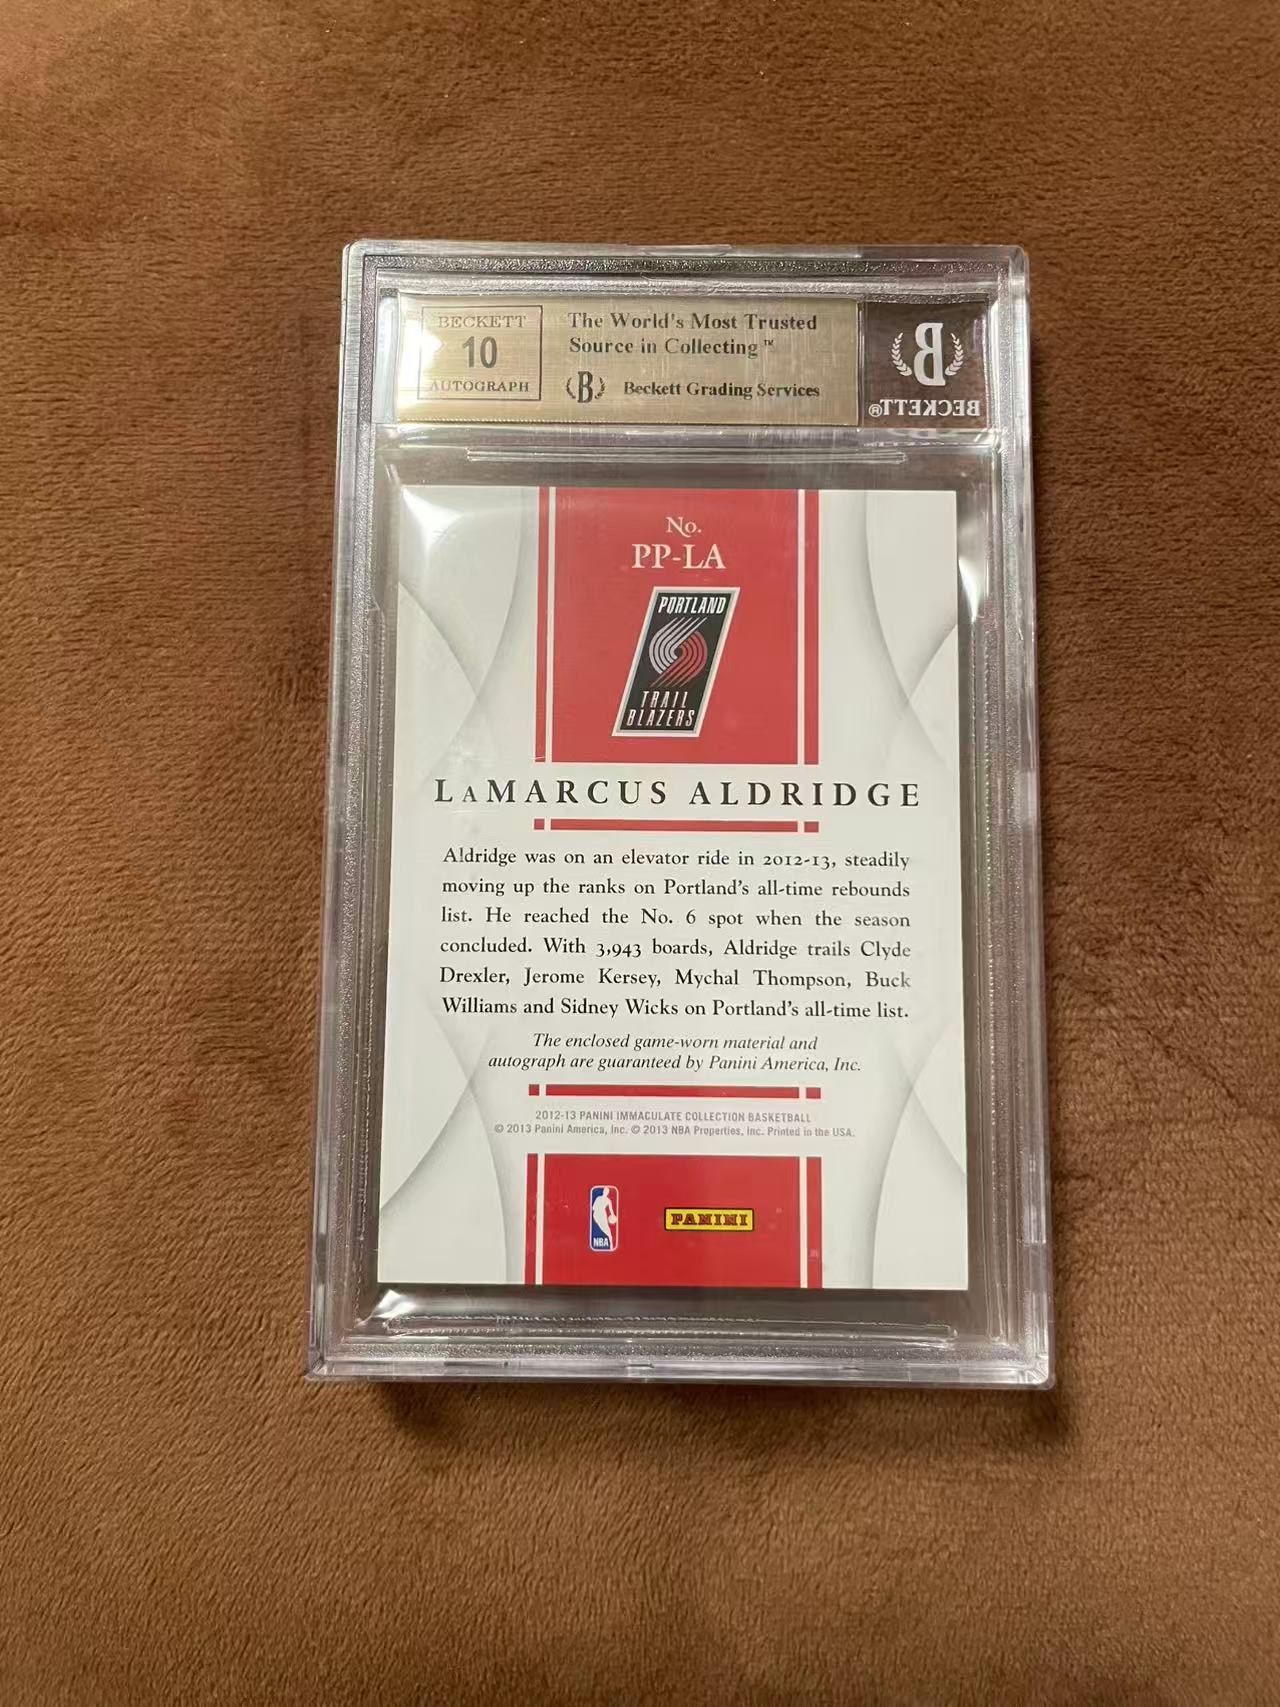 BECKETT
10
AUTOGRAPH
The World's Most Trusted
Source in Collecting™
B
Beckett Grading Services
B
BECKETT®
No.
PP-LA
PORTLAND
TRAIL
BLAZERS
LAMARCUS ALDRIDGE
Aldridge was on an elevator ride in 2012-13, steadily
moving up the ranks on Portland's all-time rebounds
list. He reached the No. 6 spot when the season
concluded. With 3,943 boards, Aldridge trails Clyde
Drexler, Jerome Kersey, Mychal Thompson, Buck
Williams and Sidney Wicks on Portland's all-time list.
The enclosed game-worn material and
autograph are guaranteed by Panini America, Inc.
2012-13 PANINI IMMACULATE COLLECTION BASKETBALL
© 2013 Panini America, Inc. © 2013 NBA Properties, Inc. Printed in the USA.
NBA
PANINI